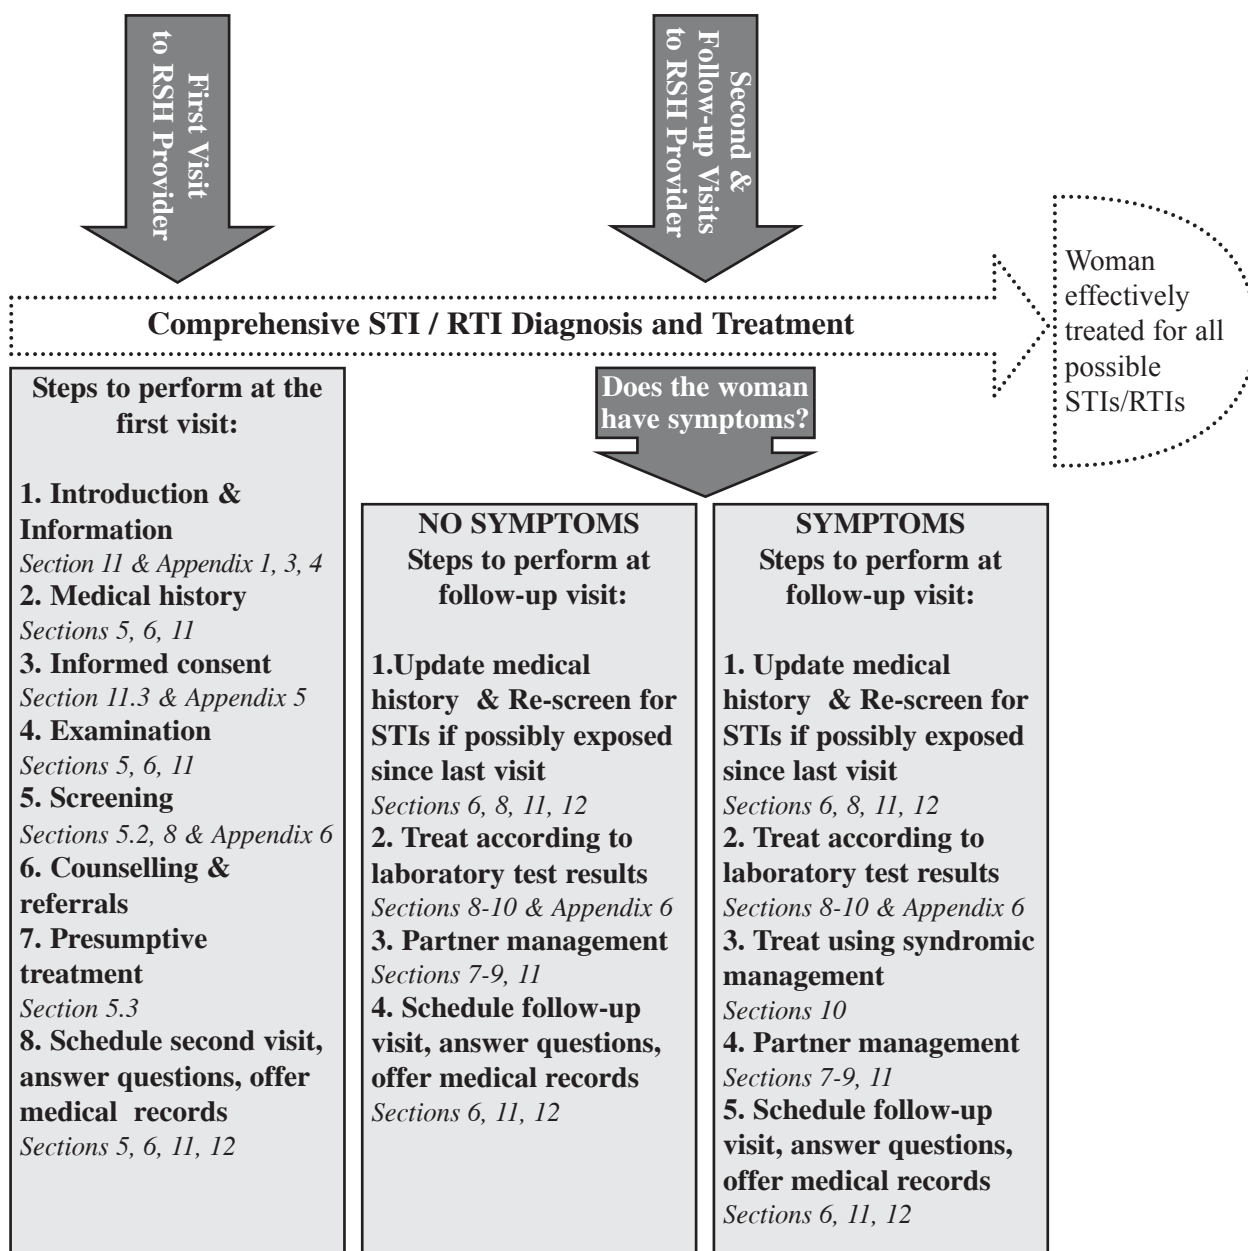 First Visit
to RSH Provider
Second &
Follow-up Visits
to RSH Provider
Comprehensive STI / RTI Diagnosis and Treatment
Woman
effectively
treated for all
possible
STIs/RTIs
Steps to perform at the
first visit:
1. Introduction &
Information
Section 11 & Appendix 1, 3, 4
2. Medical history
Sections 5, 6, 11
3. Informed consent
Section 11.3 & Appendix 5
4. Examination
Sections 5, 6, 11
5. Screening
Sections 5.2, 8 & Appendix 6
6. Counselling &
referrals
7. Presumptive
treatment
Section 5.3
8. Schedule second visit,
answer questions, offer
medical records
Sections 5, 6, 11, 12
Does the woman
have symptoms?
NO SYMPTOMS
Steps to perform at
follow-up visit:
1.Update medical
history & Re-screen for
STIs if possibly exposed
since last visit
Sections 6, 8, 11, 12
2. Treat according to
laboratory test results
Sections 8-10 & Appendix 6
3. Partner management
Sections 7-9, 11
4. Schedule follow-up
visit, answer questions,
offer medical records
Sections 6, 11, 12
SYMPTOMS
Steps to perform at
follow-up visit:
1. Update medical
history & Re-screen for
STIs if possibly exposed
since last visit
Sections 6, 8, 11, 12
2. Treat according to
laboratory test results
Sections 8-10 & Appendix 6
3. Treat using syndromic
management
Sections 10
4. Partner management
Sections 7-9, 11
5. Schedule follow-up
visit, answer questions,
offer medical records
Sections 6, 11, 12